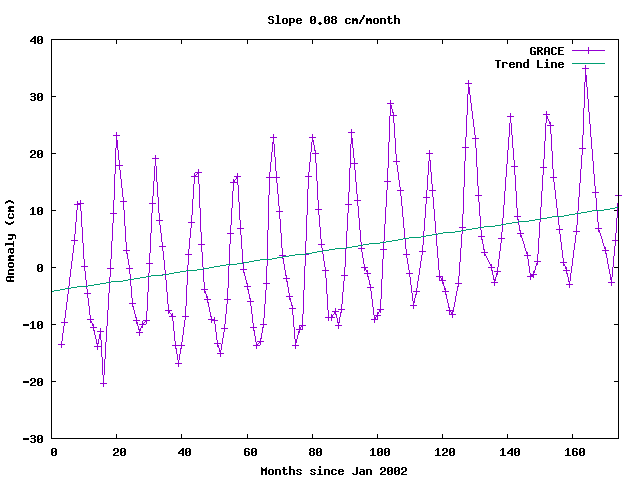 Slope 0.08 cm/month
GRACE
Trend Line
40
30
20
10
0
-10
-20
-30
Anomaly (cm)
0 20 40 60 80 100 120 140 160
Months since Jan 2002